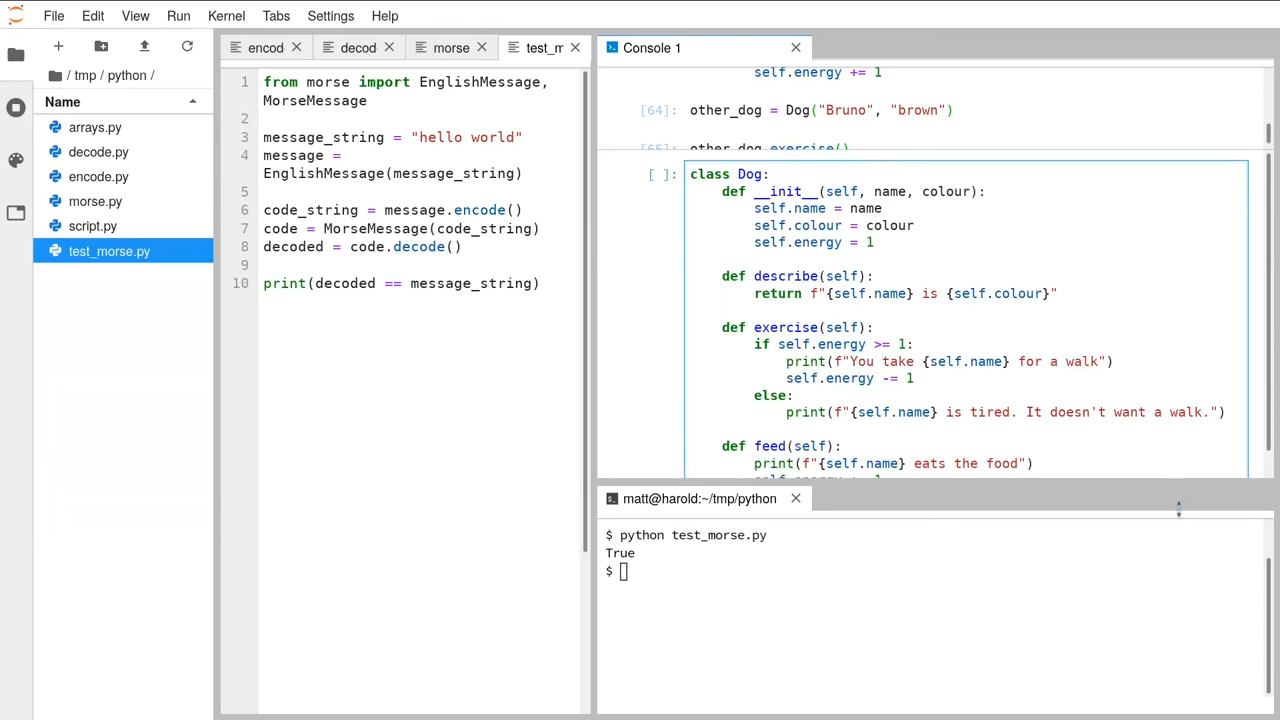 File Edit View Run Kernel Tabs Settings Help
/ tmp / python /
Name
arrays.py
decode.py
encode.py
morse.py
script.py
test_morse.py
encod decod morse test_m
1 from morse import EnglishMessage,
MorseMessage
2
3 message_string = "hello world"
4 message =
EnglishMessage(message_string)
5
6 code_string = message.encode()
7 code = MorseMessage(code_string)
8 decoded = code.decode()
9
10 print(decoded == message_string)
Console 1
self.energy += 1
[64]: other_dog = Dog("Bruno", "brown")
[65]: other_dog.exercise()
[ ]: class Dog:
def __init__(self, name, colour):
self.name = name
self.colour = colour
self.energy = 1
def describe(self):
return f"{self.name} is {self.colour}"
def exercise(self):
if self.energy >= 1:
print(f"You take {self.name} for a walk")
self.energy -= 1
else:
print(f"{self.name} is tired. It doesn't want a walk.")
def feed(self):
print(f"{self.name} eats the food")
self.energy += 1
matt@harold:~/tmp/python
$ python test_morse.py
True
$